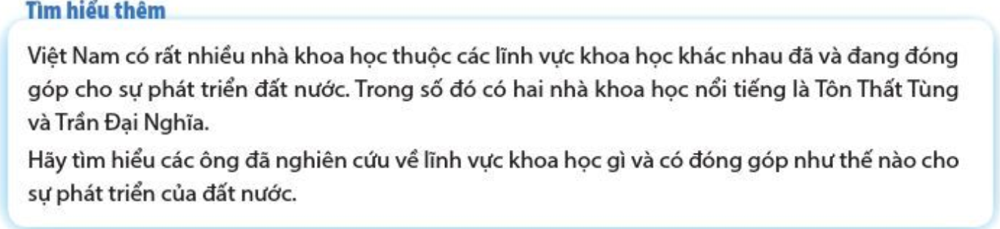 Tìm hiểu thêm
Việt Nam có rất nhiều nhà khoa học thuộc các lĩnh vực khoa học khác nhau đã và đang đóng
góp cho sự phát triển đất nước. Trong số đó có hai nhà khoa học nổi tiếng là Tôn Thất Tùng
và Trần Đại Nghĩa.
Hãy tìm hiểu các ông đã nghiên cứu về lĩnh vực khoa học gì và có đóng góp như thế nào cho
sự phát triển của đất nước.